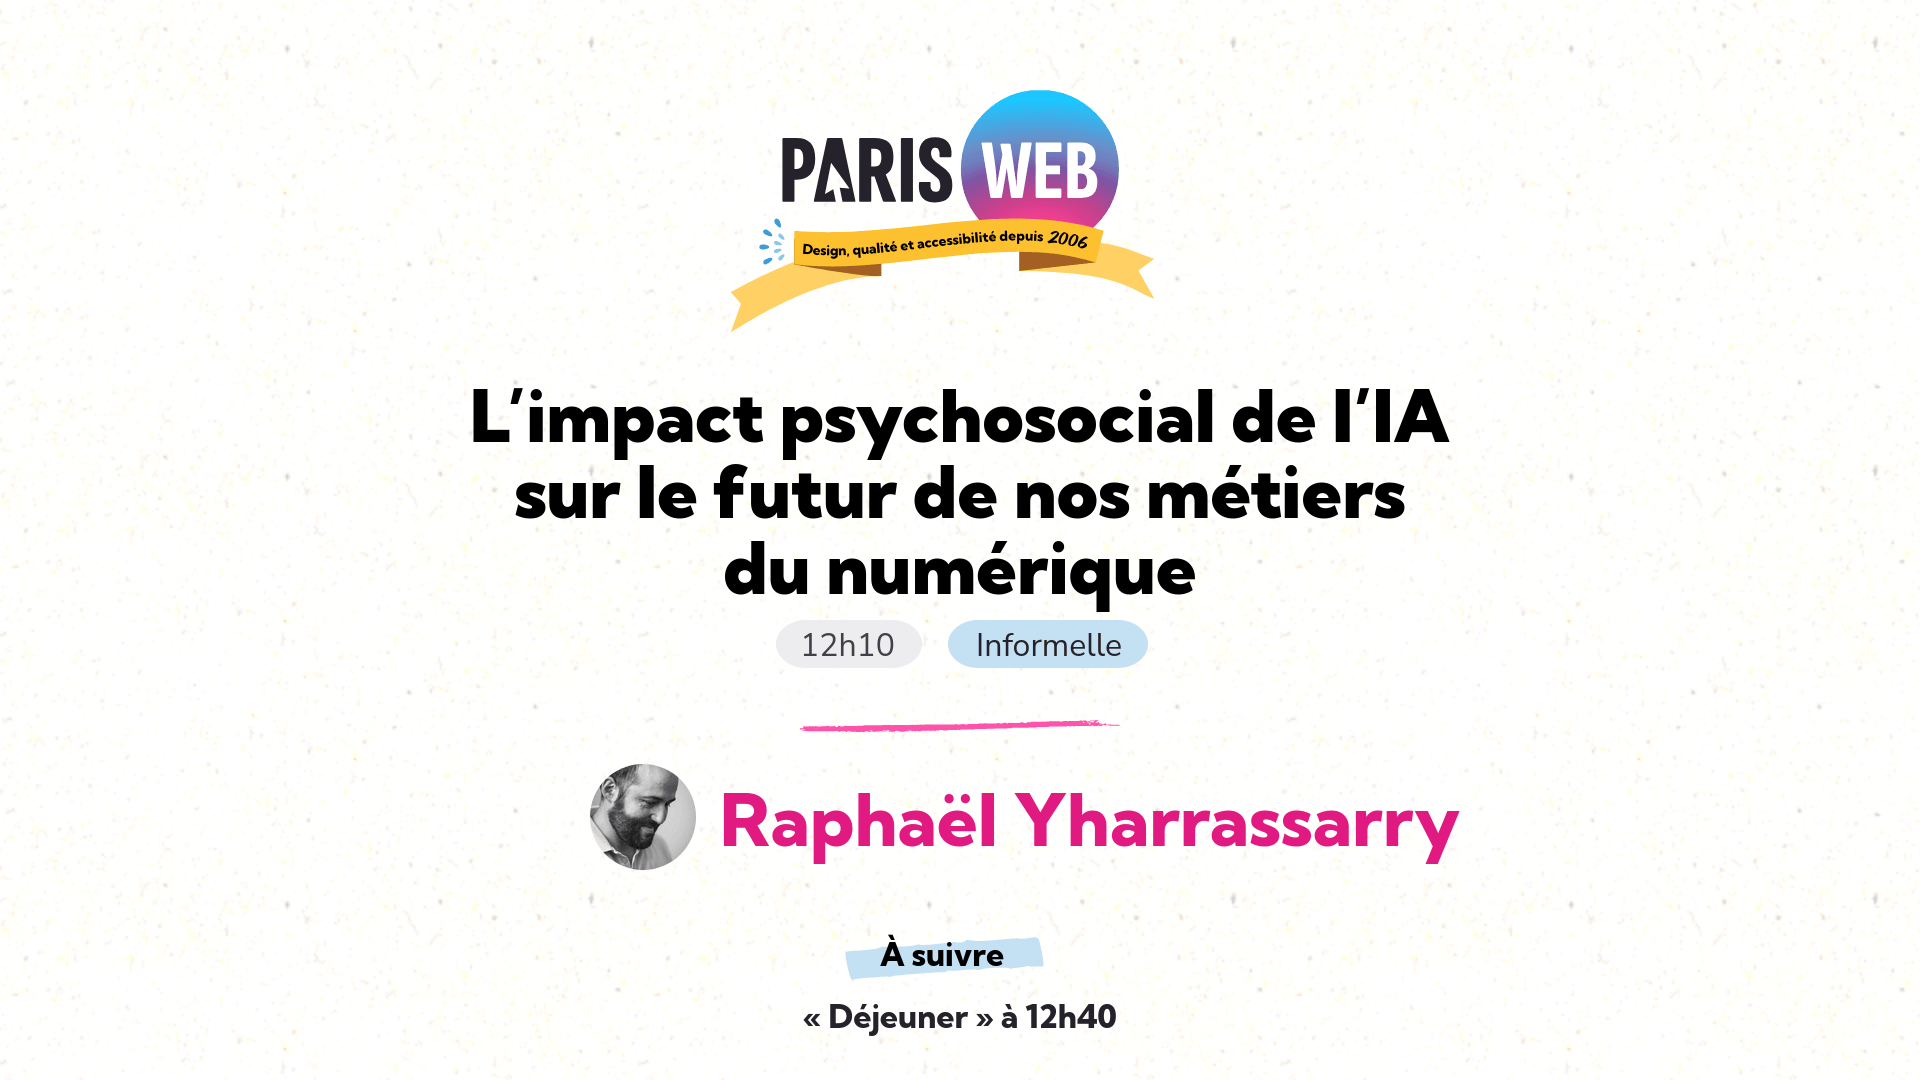 PARIS WEB
Design, qualité et accessibilité depuis 2006
L’impact psychosocial de l’IA
sur le futur de nos métiers
du numérique
12h10 Informelle
Raphaël Yharrassarry
À suivre
« Déjeuner » à 12h40